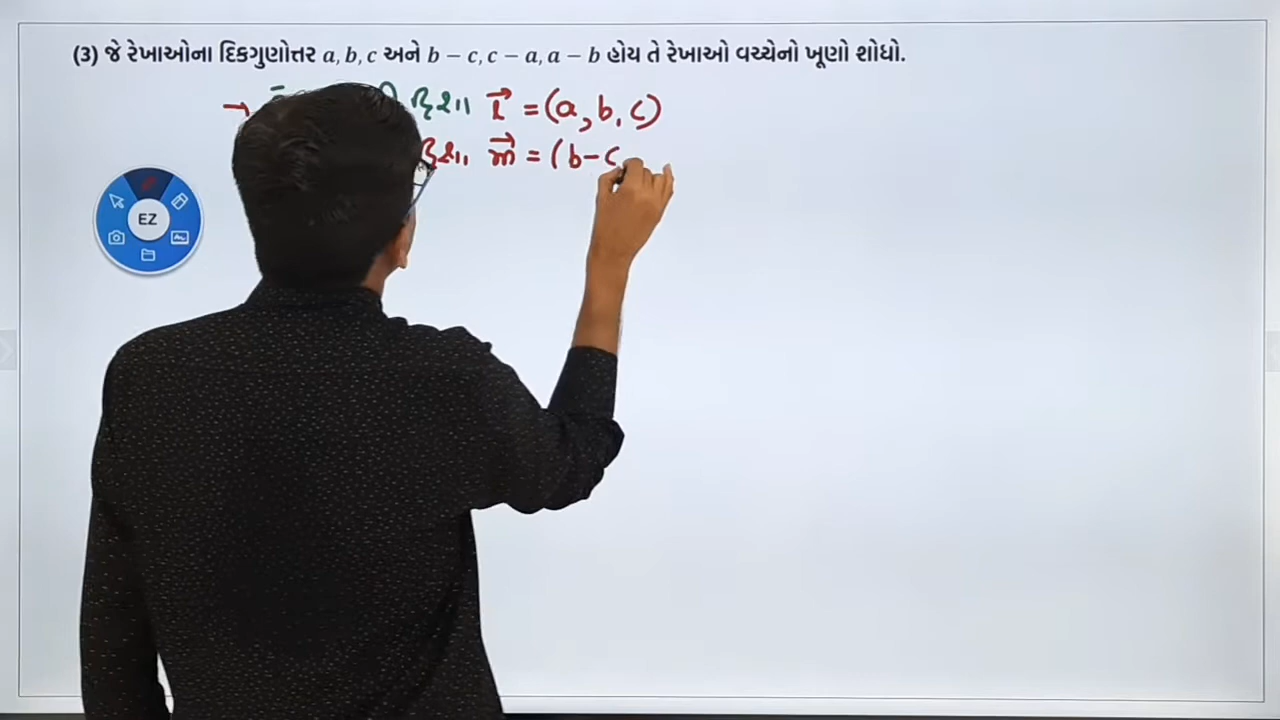 (3) જે રેખાઓના દિકગુણોત્તર a, b, c અને b − c, c − a, a − b હોય તે રેખાઓ વચ્ચેનો ખૂણો શોધો.
→ દિશા l⃗ = (a, b, c)
દિશા m⃗ = (b-c
EZ